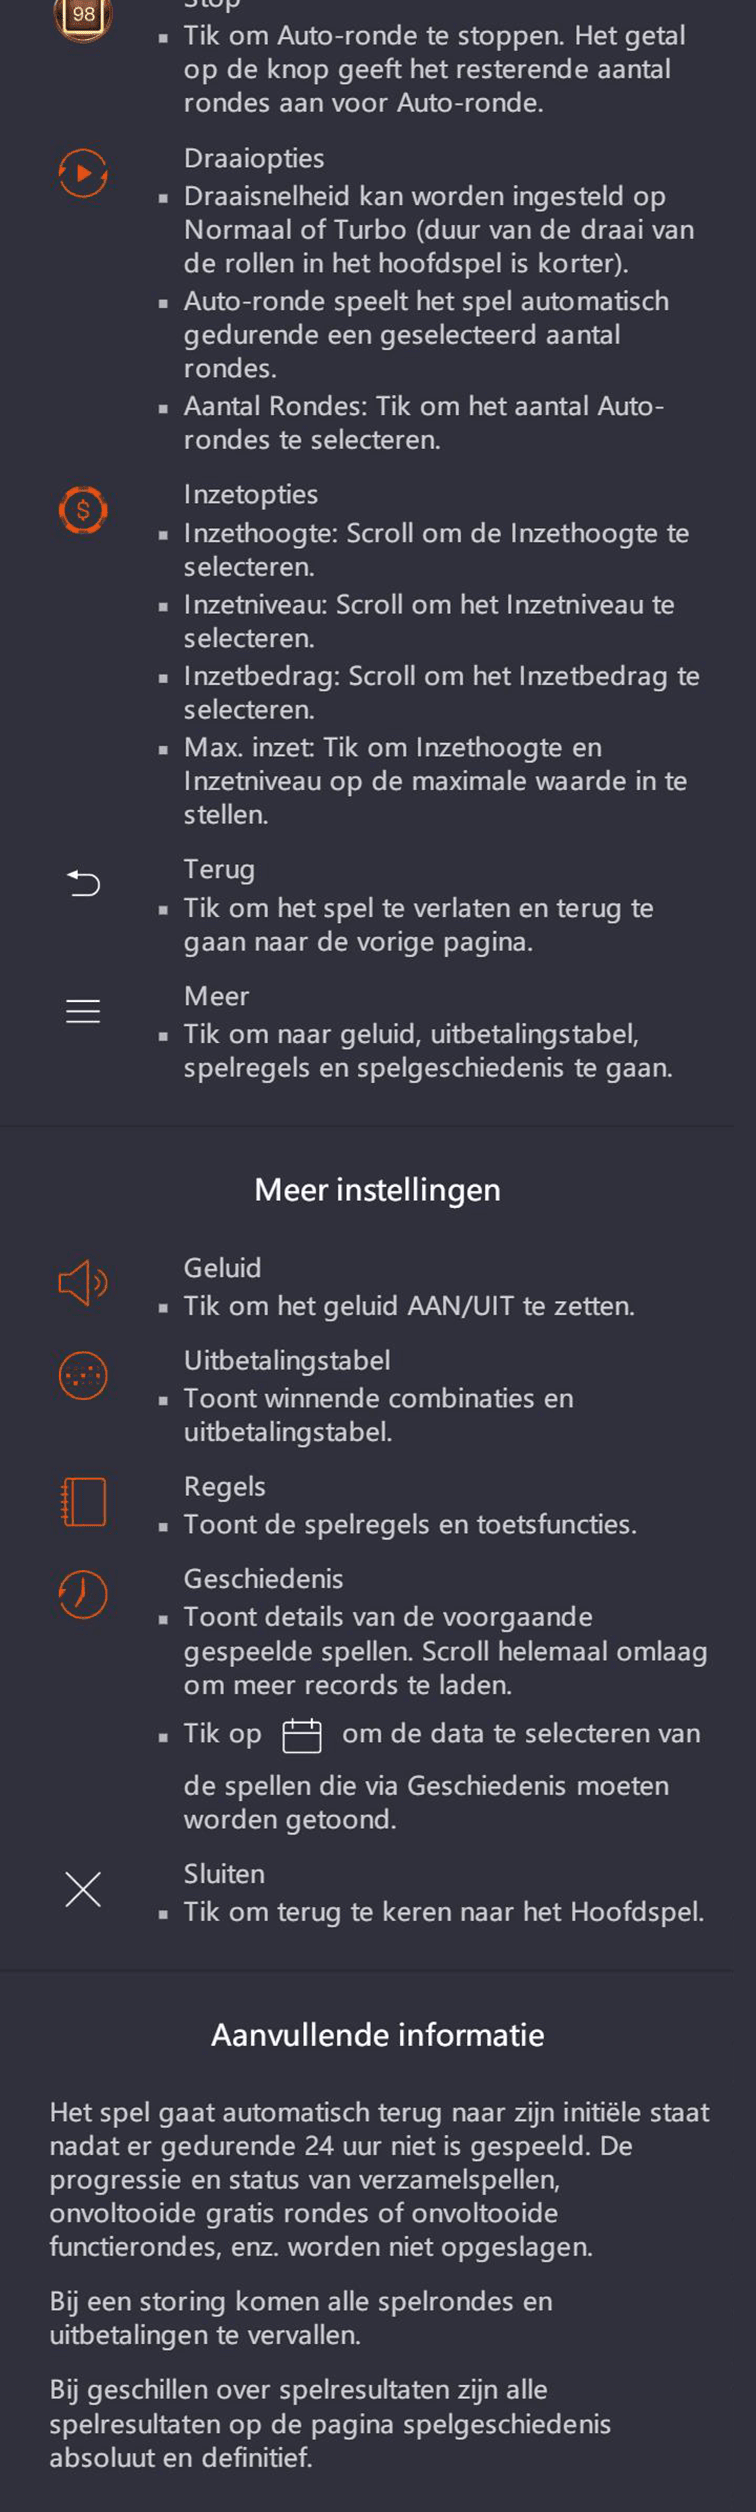 98
Stop
Tik om Auto-ronde te stoppen. Het getal
op de knop geeft het resterende aantal
rondes aan voor Auto-ronde.
Draaiopties
Draaisnelheid kan worden ingesteld op
Normaal of Turbo (duur van de draai van
de rollen in het hoofdspel is korter).
Auto-ronde speelt het spel automatisch
gedurende een geselecteerd aantal
rondes.
Aantal Rondes: Tik om het aantal Auto-
rondes te selecteren.
$
Inzetopties
Inzethoogte: Scroll om de Inzethoogte te
selecteren.
Inzetniveau: Scroll om het Inzetniveau te
selecteren.
Inzetbedrag: Scroll om het Inzetbedrag te
selecteren.
Max. inzet: Tik om Inzethoogte en
Inzetniveau op de maximale waarde in te
stellen.
Terug
Tik om het spel te verlaten en terug te
gaan naar de vorige pagina.
Meer
Tik om naar geluid, uitbetalingstabel,
spelregels en spelgeschiedenis te gaan.
Meer instellingen
Geluid
Tik om het geluid AAN/UIT te zetten.
Uitbetalingstabel
Toont winnende combinaties en
uitbetalingstabel.
Regels
Toont de spelregels en toetsfuncties.
Geschiedenis
Toont details van de voorgaande
gespeelde spellen. Scroll helemaal omlaag
om meer records te laden.
Tik op om de data te selecteren van
de spellen die via Geschiedenis moeten
worden getoond.
Sluiten
Tik om terug te keren naar het Hoofdspel.
Aanvullende informatie
Het spel gaat automatisch terug naar zijn initiële staat
nadat er gedurende 24 uur niet is gespeeld. De
progressie en status van verzamelspellen,
onvoltooide gratis rondes of onvoltooide
functierondes, enz. worden niet opgeslagen.
Bij een storing komen alle spelrondes en
uitbetalingen te vervallen.
Bij geschillen over spelresultaten zijn alle
spelresultaten op de pagina spelgeschiedenis
absoluut en definitief.